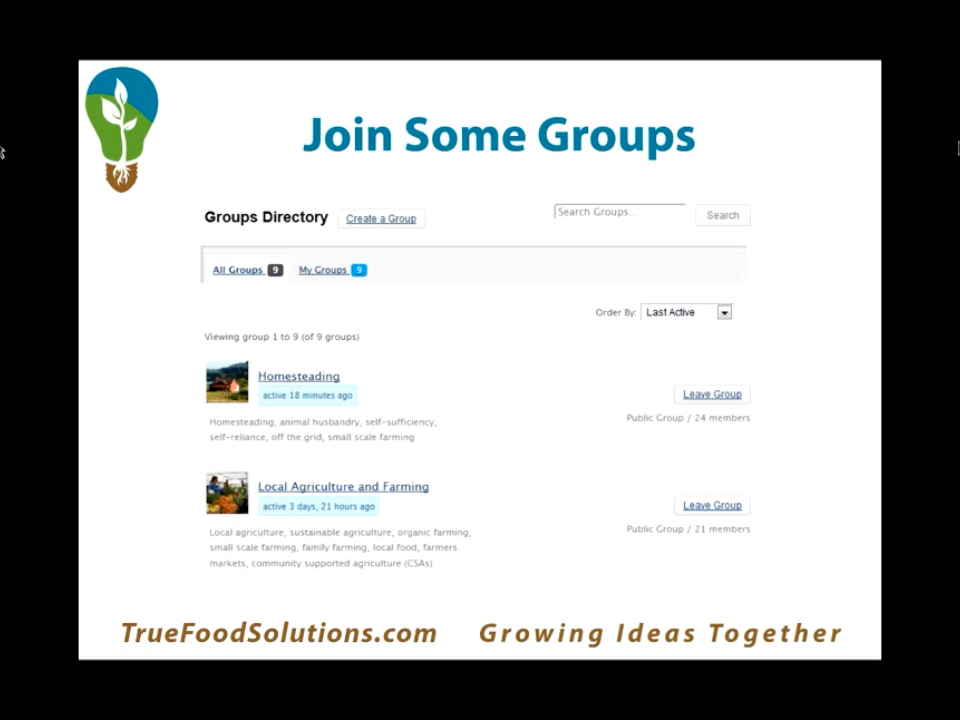 Join Some Groups
Groups Directory Create a Group Search Groups... Search
All Groups 9 My Groups 9
Order By: Last Active
Viewing group 1 to 9 (of 9 groups)
Homesteading
active 18 minutes ago
Leave Group
Public Group / 24 members
Homesteading, animal husbandry, self-sufficiency,
self-reliance, off the grid, small scale farming
Local Agriculture and Farming
active 3 days, 21 hours ago
Leave Group
Public Group / 21 members
Local agriculture, sustainable agriculture, organic farming,
small scale farming, family farming, local food, farmers
markets, community supported agriculture (CSAs)
TrueFoodSolutions.com Growing Ideas Together